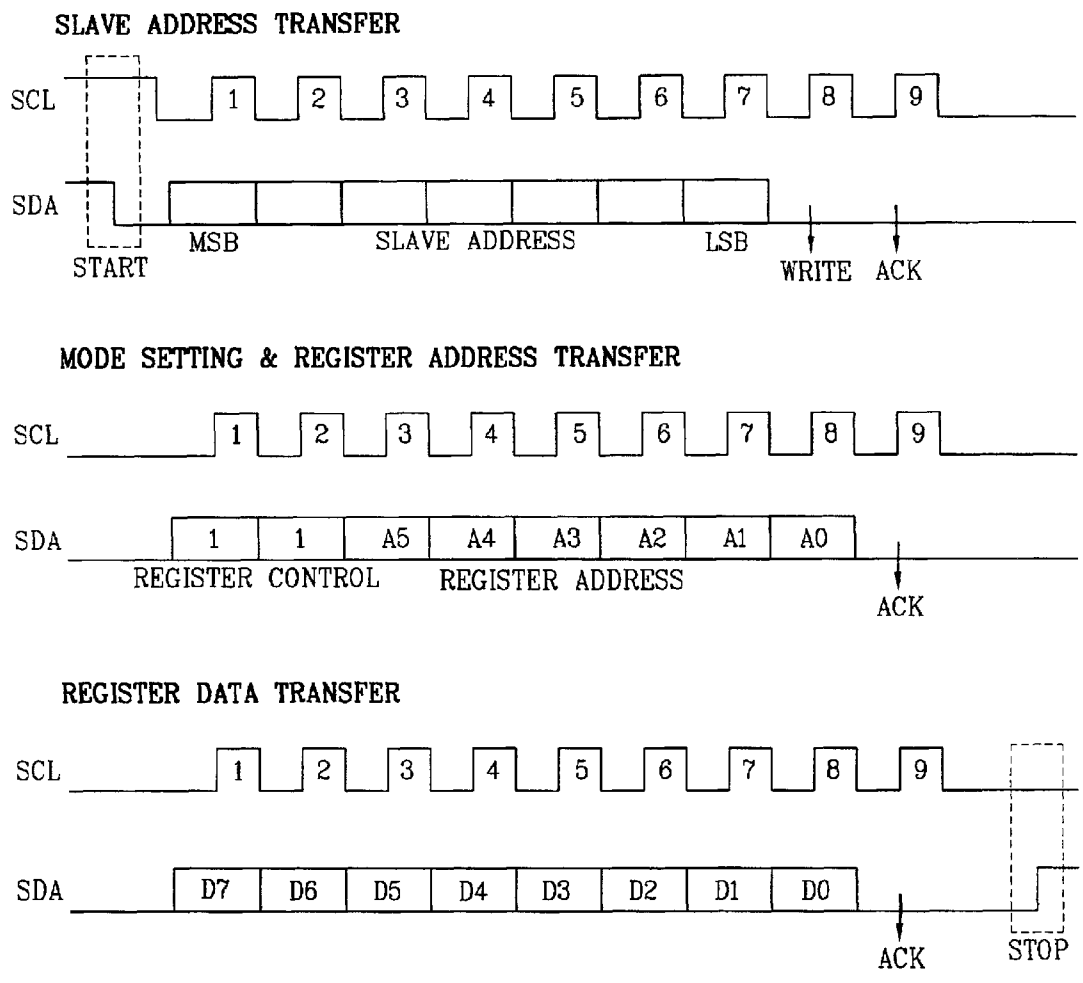 SLAVE ADDRESS TRANSFER
SCL 1 2 3 4 5 6 7 8 9
SDA
MSB SLAVE ADDRESS LSB
START WRITE ACK
MODE SETTING & REGISTER ADDRESS TRANSFER
SCL 1 2 3 4 5 6 7 8 9
SDA 1 1 A5 A4 A3 A2 A1 A0
REGISTER CONTROL REGISTER ADDRESS
ACK
REGISTER DATA TRANSFER
SCL 1 2 3 4 5 6 7 8 9
SDA D7 D6 D5 D4 D3 D2 D1 D0
ACK STOP